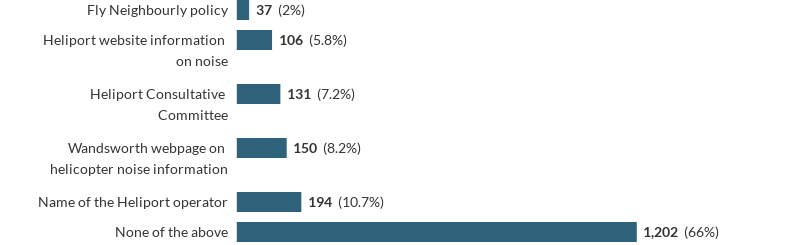 Fly Neighbourly policy 37 (2%)
Heliport website information
on noise
106 (5.8%)
Heliport Consultative
Committee
131 (7.2%)
Wandsworth webpage on
helicopter noise information
150 (8.2%)
Name of the Heliport operator 194 (10.7%)
None of the above 1,202 (66%)